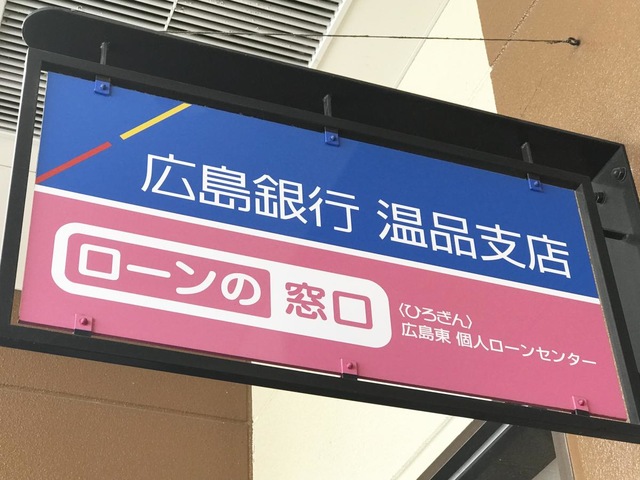 広島銀行 温品支店
ローンの窓口
〈ひろぎん〉
広島東 個人ローンセンター